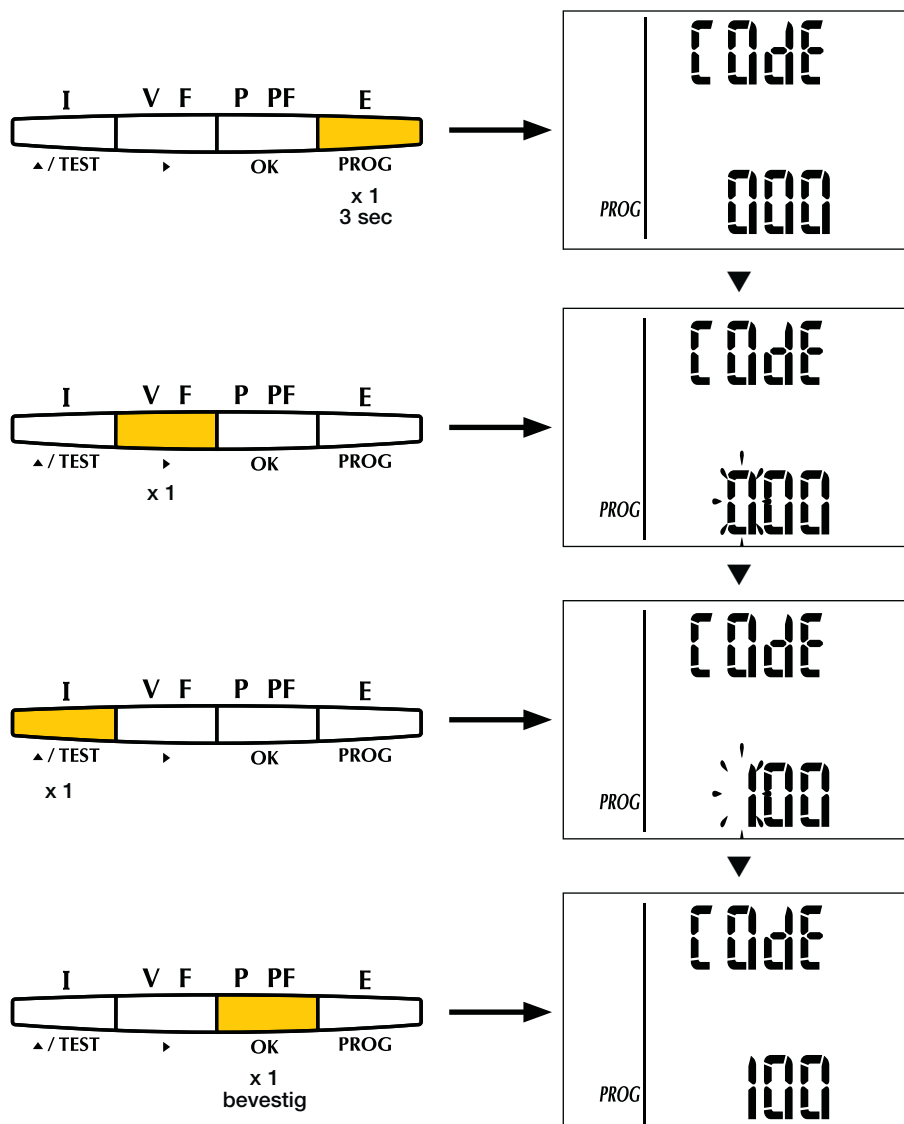 I V F P PF E
▲ / TEST ▶ OK PROG
x 1
3 sec
COdE
PROG 000
I V F P PF E
▲ / TEST ▶ OK PROG
x 1
COdE
PROG 000
I V F P PF E
▲ / TEST ▶ OK PROG
x 1
COdE
PROG 100
I V F P PF E
▲ / TEST ▶ OK PROG
x 1
bevestig
COdE
PROG 100